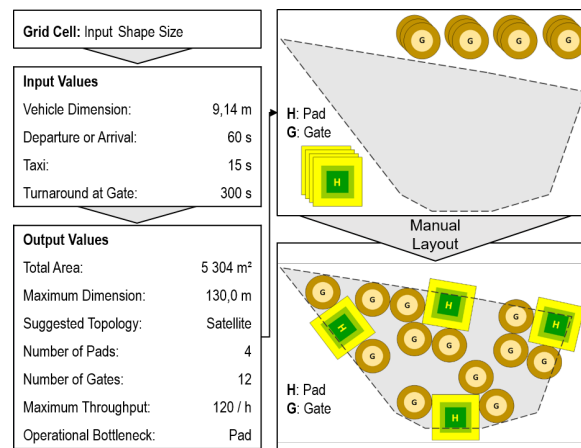 Grid Cell: Input Shape Size
Input Values
Vehicle Dimension: 9,14 m
Departure or Arrival: 60 s
Taxi: 15 s
Turnaround at Gate: 300 s
Output Values
Total Area: 5 304 m²
Maximum Dimension: 130,0 m
Suggested Topology: Satellite
Number of Pads: 4
Number of Gates: 12
Maximum Throughput: 120 / h
Operational Bottleneck: Pad
G G G G
H: Pad
G: Gate
H
Manual
Layout
G
G
G
H
H
H
G
G
G
G
G
G
G
G
G
H
H: Pad
G: Gate